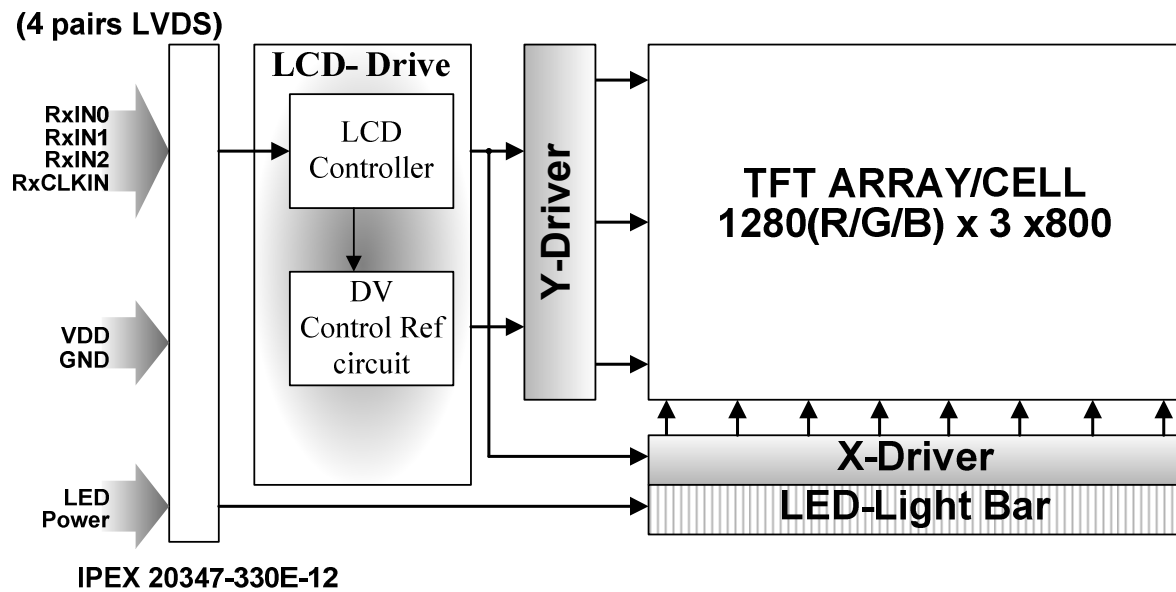 (4 pairs LVDS)
RxIN0
RxIN1
RxIN2
RxCLKIN
VDD
GND
LED
Power
IPEX 20347-330E-12
LCD- Drive
LCD
Controller
DV
Control Ref
circuit
Y-Driver
TFT ARRAY/CELL
1280(R/G/B) x 3 x800
X-Driver
LED-Light Bar